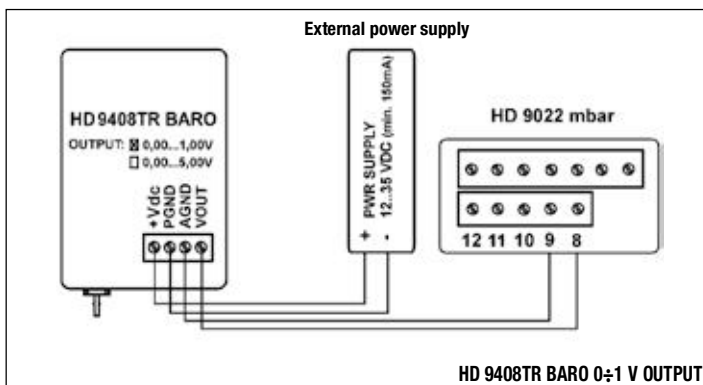 External power supply
HD 9408TR BARO
OUTPUT: ☒ 0,00...1,00V
☐ 0,00...5,00V
+Vdc
PGND
AGND
VOUT
PWR SUPPLY
12...35 VDC (min. 150mA)
+ -
HD 9022 mbar
12 11 10 9 8
HD 9408TR BARO 0÷1 V OUTPUT